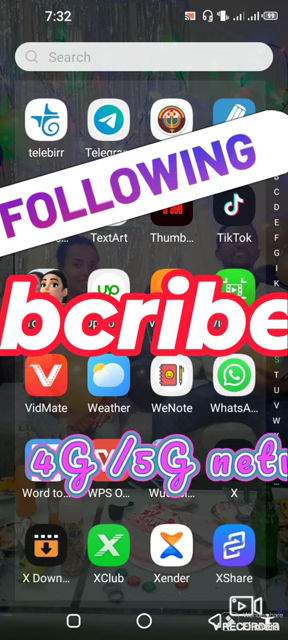 7:32
99
Search
telebirr
Telegra...
FOLLOWING
TextArt
Thumb...
TikTok
B
C
D
E
F
G
H
I
bcribe
S
T
U
V
W
VidMate
Weather
WeNote
WhatsA...
4G/5G netw
Word to...
WPS O...
X
X Down...
XClub
Xender
XShare
RECORDER